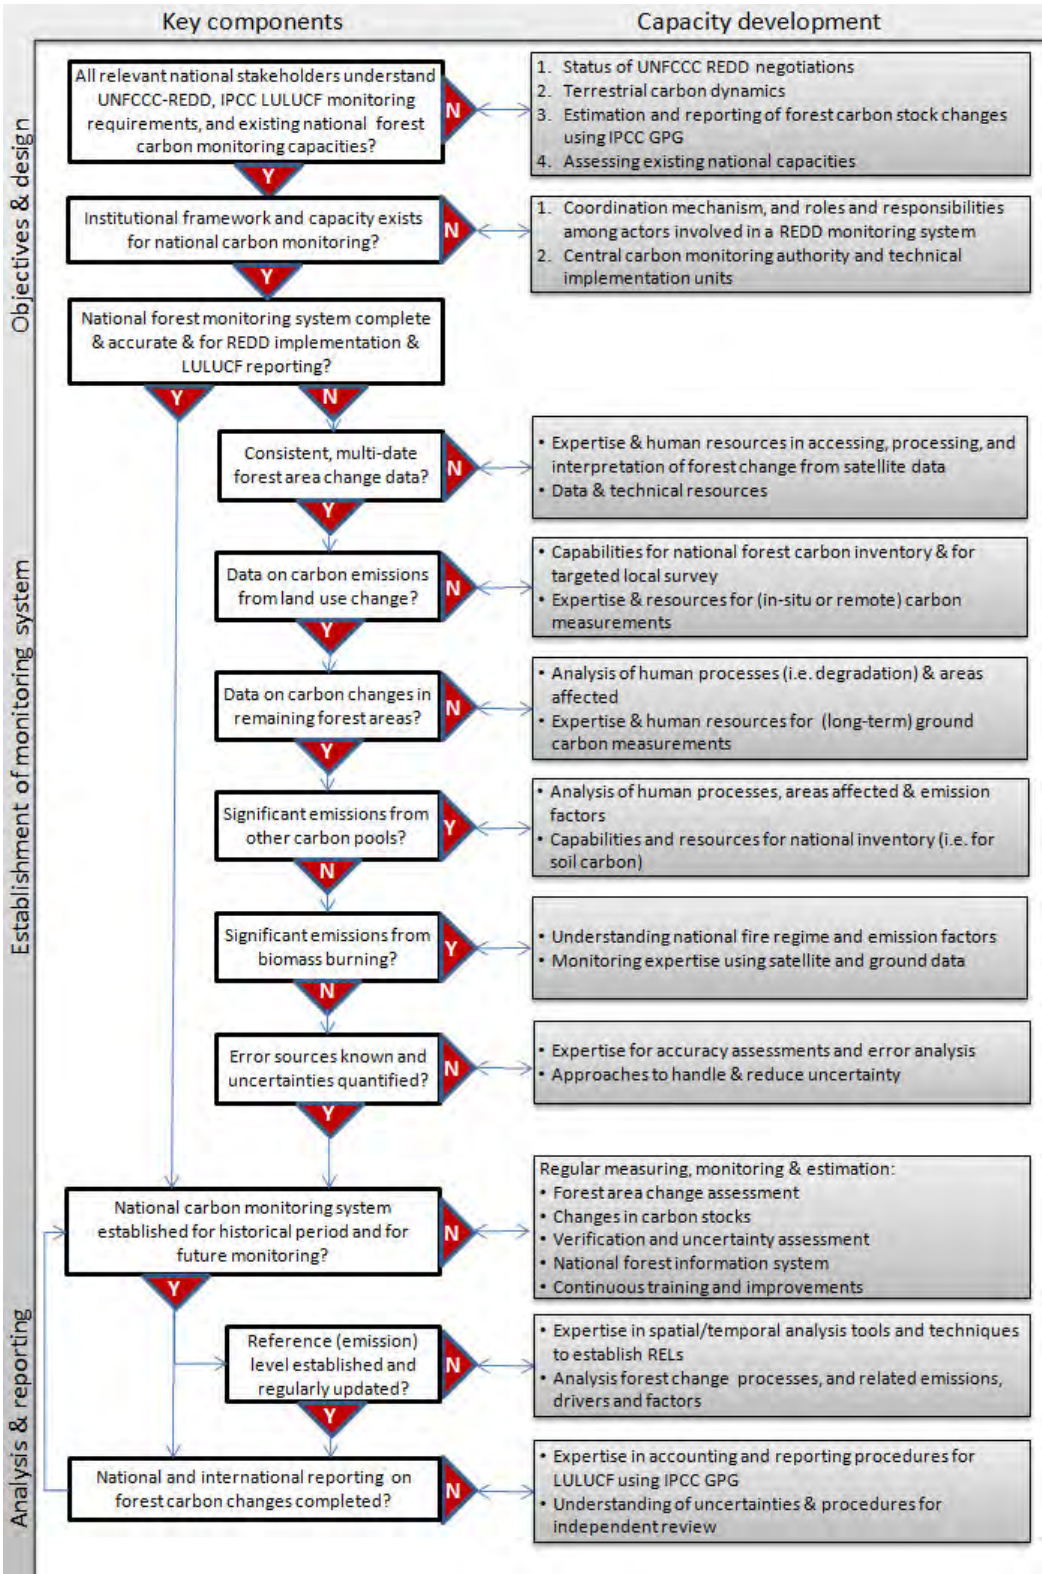 Key components
Capacity development
Objectives & design
All relevant national stakeholders understand
UNFCCC-REDD, IPCC LULUCF monitoring
requirements, and existing national forest
carbon monitoring capacities?
N
Y
1. Status of UNFCCC REDD negotiations
2. Terrestrial carbon dynamics
3. Estimation and reporting of forest carbon stock changes
using IPCC GPG
4. Assessing existing national capacities
Institutional framework and capacity exists
for national carbon monitoring?
N
Y
1. Coordination mechanism, and roles and responsibilities
among actors involved in a REDD monitoring system
2. Central carbon monitoring authority and technical
implementation units
National forest monitoring system complete
& accurate & for REDD implementation &
LULUCF reporting?
Y
N
Establishment of monitoring system
Consistent, multi-date
forest area change data?
N
Y
• Expertise & human resources in accessing, processing, and
interpretation of forest change from satellite data
• Data & technical resources
Data on carbon emissions
from land use change?
N
Y
• Capabilities for national forest carbon inventory & for
targeted local survey
• Expertise & resources for (in-situ or remote) carbon
measurements
Data on carbon changes in
remaining forest areas?
N
Y
• Analysis of human processes (i.e. degradation) & areas
affected
• Expertise & human resources for (long-term) ground
carbon measurements
Significant emissions from
other carbon pools?
Y
N
• Analysis of human processes, areas affected & emission
factors
• Capabilities and resources for national inventory (i.e. for
soil carbon)
Significant emissions from
biomass burning?
Y
N
• Understanding national fire regime and emission factors
• Monitoring expertise using satellite and ground data
Error sources known and
uncertainties quantified?
N
Y
• Expertise for accuracy assessments and error analysis
• Approaches to handle & reduce uncertainty
Analysis & reporting
National carbon monitoring system
established for historical period and for
future monitoring?
N
Y
Regular measuring, monitoring & estimation:
• Forest area change assessment
• Changes in carbon stocks
• Verification and uncertainty assessment
• National forest information system
• Continuous training and improvements
Reference (emission)
level established and
regularly updated?
N
Y
• Expertise in spatial/temporal analysis tools and techniques
to establish RELs
• Analysis forest change processes, and related emissions,
drivers and factors
National and international reporting on
forest carbon changes completed?
N
• Expertise in accounting and reporting procedures for
LULUCF using IPCC GPG
• Understanding of uncertainties & procedures for
independent review